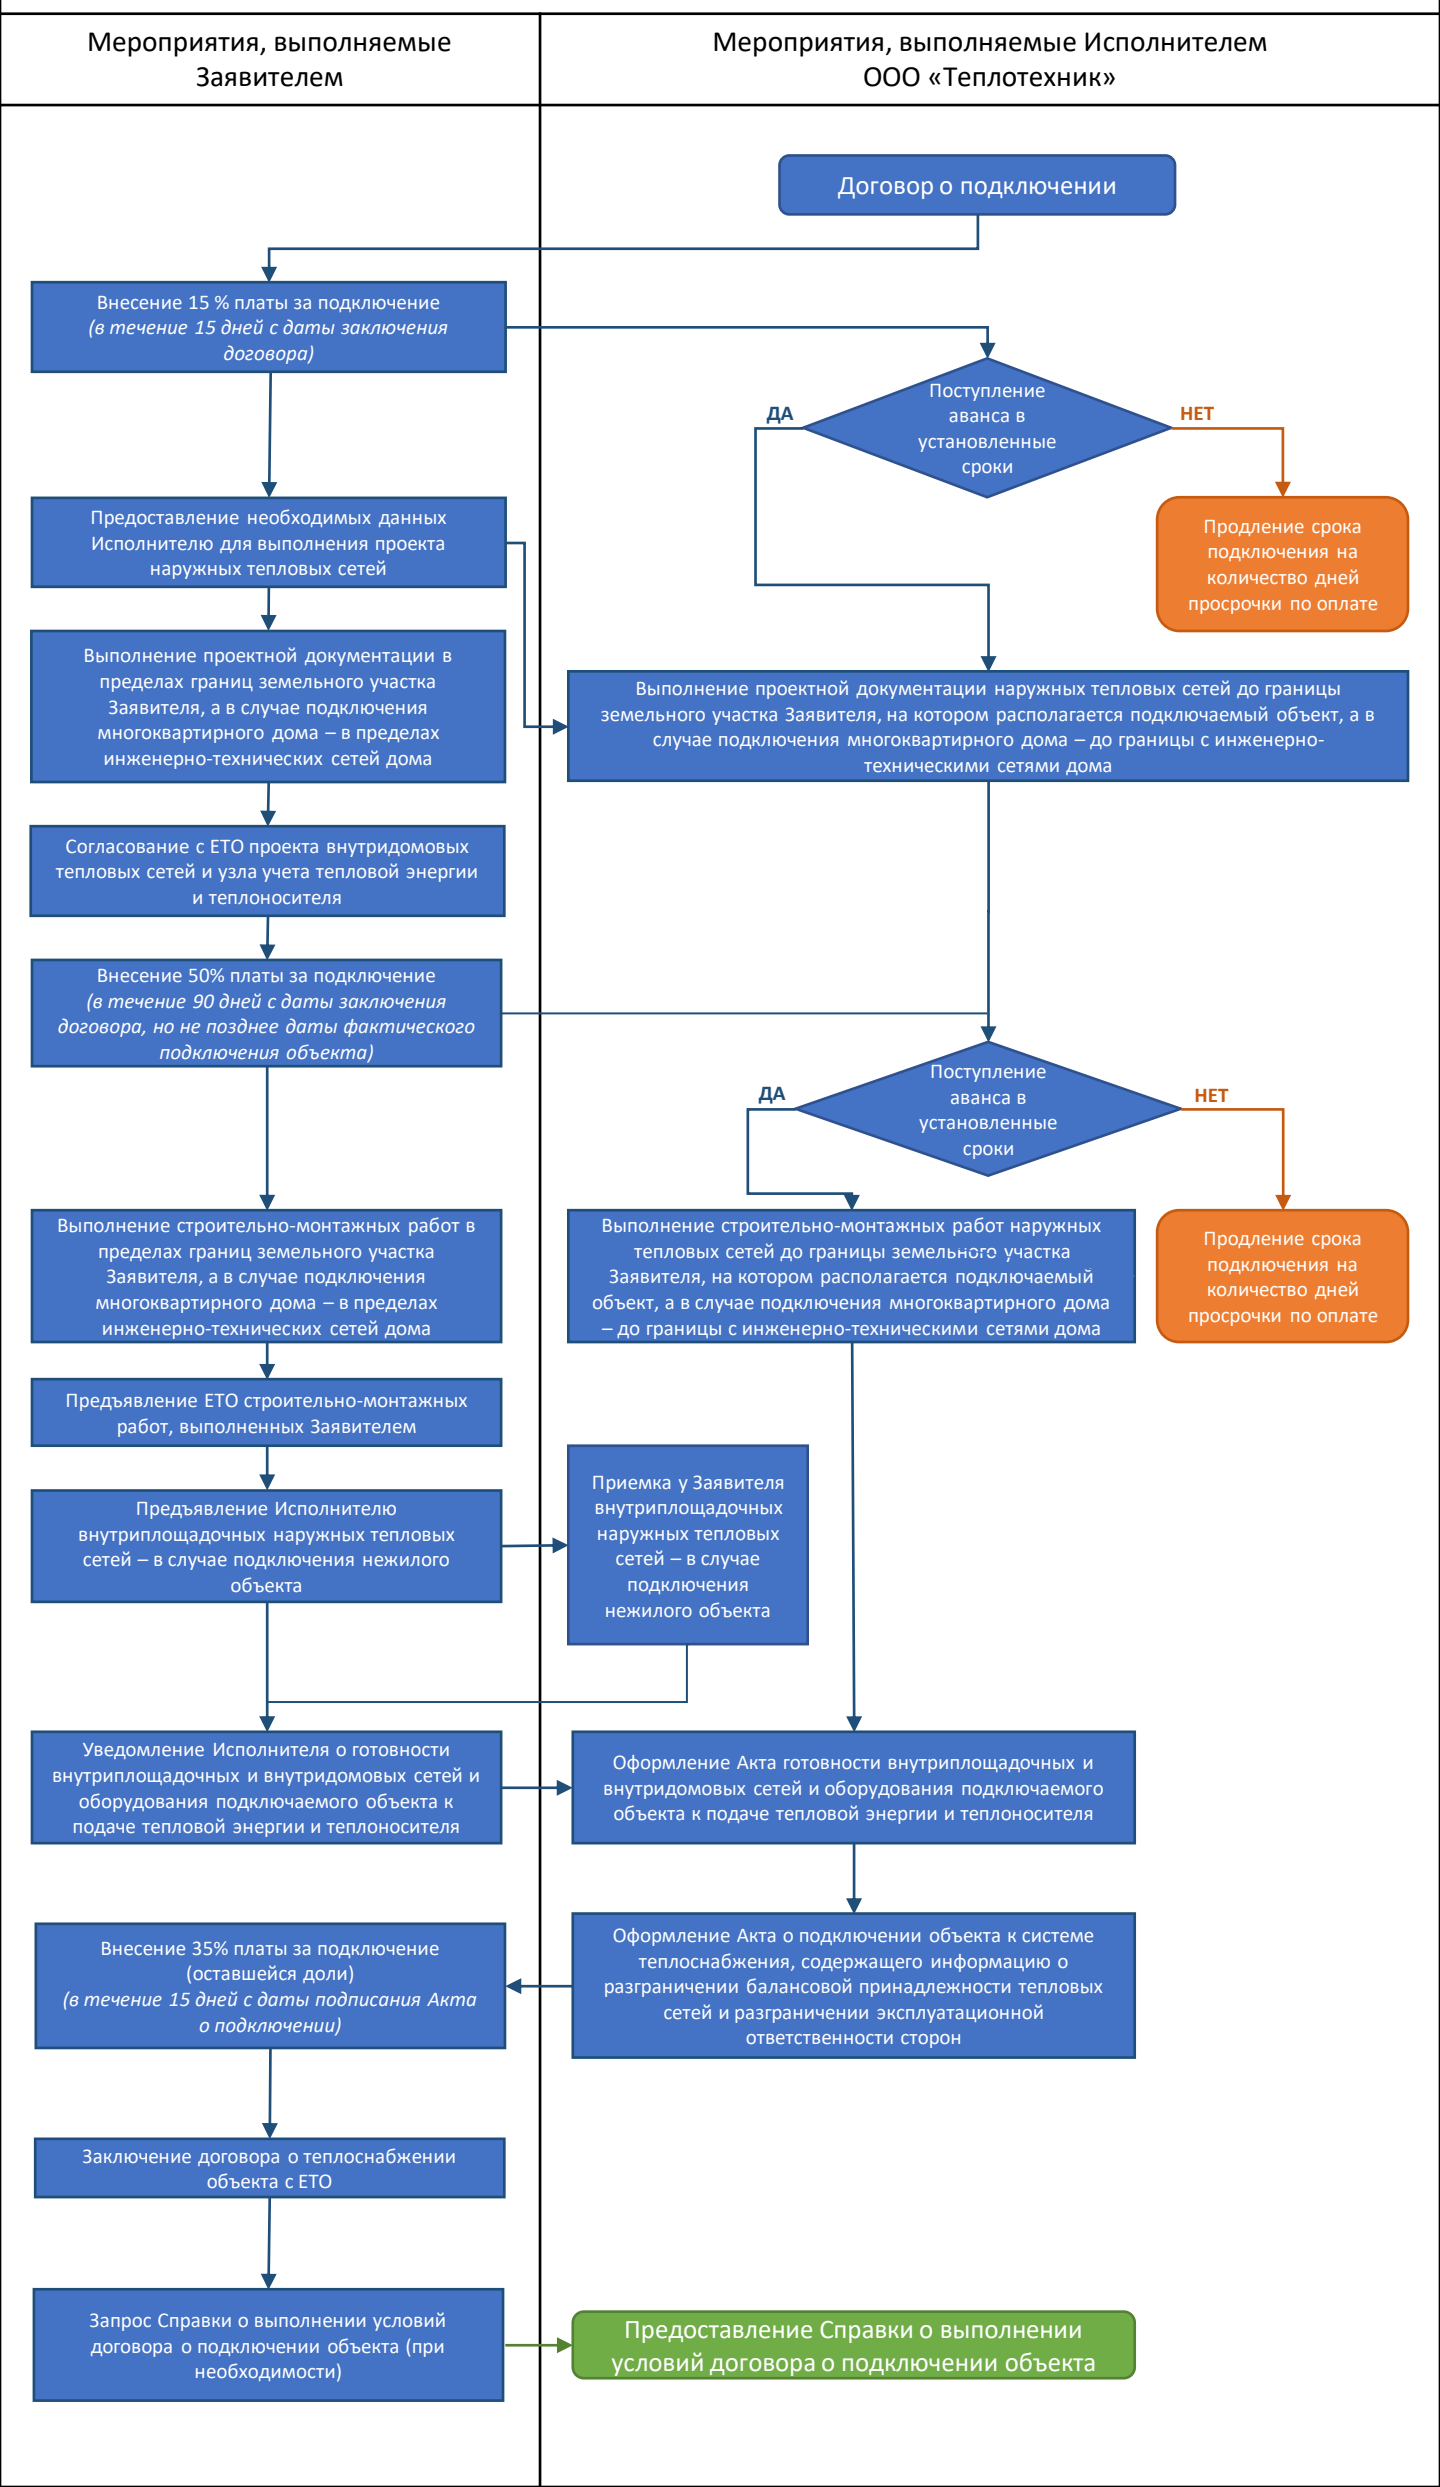 Мероприятия, выполняемые
Заявителем
Мероприятия, выполняемые Исполнителем
ООО «Теплотехник»
Договор о подключении
Внесение 15 % платы за подключение
(в течение 15 дней с даты заключения
договора)
Поступление
аванса в
установленные
сроки
ДА
НЕТ
Предоставление необходимых данных
Исполнителю для выполнения проекта
наружных тепловых сетей
Продление срока
подключения на
количество дней
просрочки по оплате
Выполнение проектной документации в
пределах границ земельного участка
Заявителя, а в случае подключения
многоквартирного дома – в пределах
инженерно-технических сетей дома
Выполнение проектной документации наружных тепловых сетей до границы
земельного участка Заявителя, на котором располагается подключаемый объект, а в
случае подключения многоквартирного дома – до границы с инженерно-
техническими сетями дома
Согласование с ЕТО проекта внутридомовых
тепловых сетей и узла учета тепловой энергии
и теплоносителя
Внесение 50% платы за подключение
(в течение 90 дней с даты заключения
договора, но не позднее даты фактического
подключения объекта)
Поступление
аванса в
установленные
сроки
ДА
НЕТ
Выполнение строительно-монтажных работ в
пределах границ земельного участка
Заявителя, а в случае подключения
многоквартирного дома – в пределах
инженерно-технических сетей дома
Выполнение строительно-монтажных работ наружных
тепловых сетей до границы земельного участка
Заявителя, на котором располагается подключаемый
объект, а в случае подключения многоквартирного дома
– до границы с инженерно-техническими сетями дома
Продление срока
подключения на
количество дней
просрочки по оплате
Предъявление ЕТО строительно-монтажных
работ, выполненных Заявителем
Предъявление Исполнителю
внутриплощадочных наружных тепловых
сетей – в случае подключения нежилого
объекта
Приемка у Заявителя
внутриплощадочных
наружных тепловых
сетей – в случае
подключения
нежилого объекта
Уведомление Исполнителя о готовности
внутриплощадочных и внутридомовых сетей и
оборудования подключаемого объекта к
подаче тепловой энергии и теплоносителя
Оформление Акта готовности внутриплощадочных и
внутридомовых сетей и оборудования подключаемого
объекта к подаче тепловой энергии и теплоносителя
Внесение 35% платы за подключение
(оставшейся доли)
(в течение 15 дней с даты подписания Акта
о подключении)
Оформление Акта о подключении объекта к системе
теплоснабжения, содержащего информацию о
разграничении балансовой принадлежности тепловых
сетей и разграничении эксплуатационной
ответственности сторон
Заключение договора о теплоснабжении
объекта с ЕТО
Запрос Справки о выполнении условий
договора о подключении объекта (при
необходимости)
Предоставление Справки о выполнении
условий договора о подключении объекта